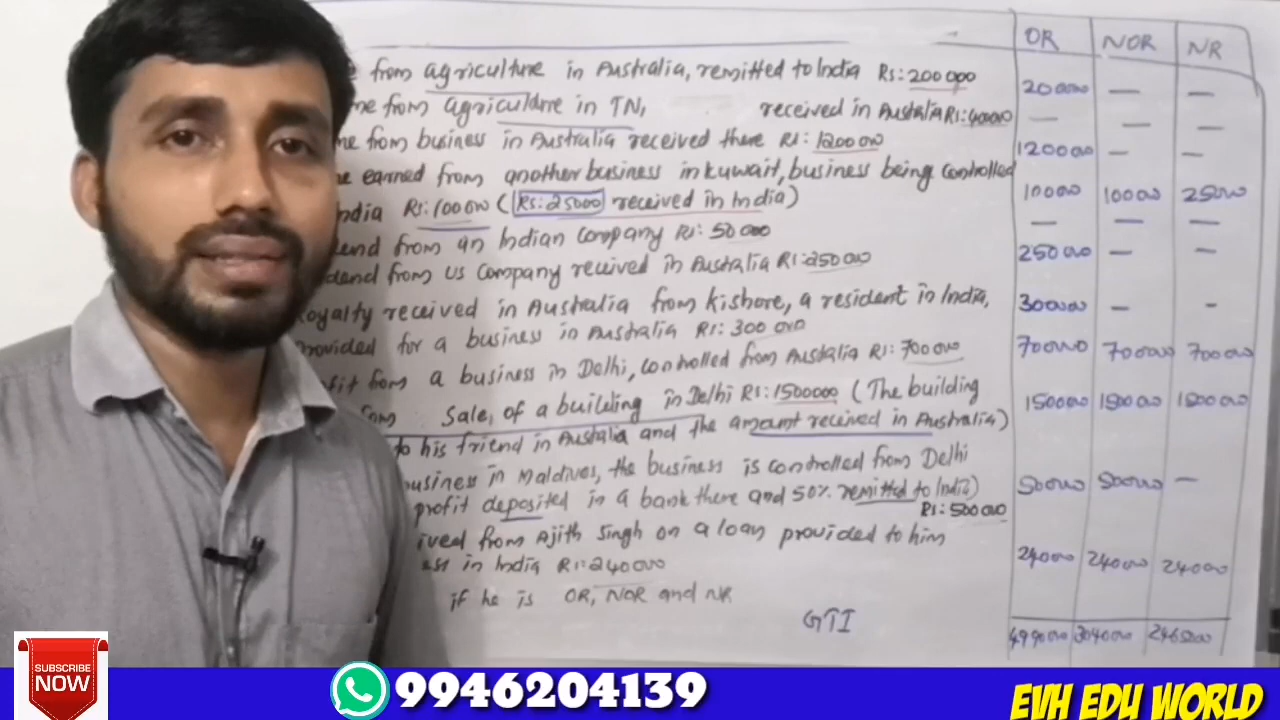 OR NOR NR
from agriculture in Australia, remitted to India Rs: 200000 200000 — —
from agriculture in TN, received in Australia Rs: 40000 — — —
from business in Australia received there Rs: 120000 120000 — —
earned from another business in kuwait, business being controlled
Rs: 10000 (Rs: 25000 received in India) 10000 10000 25000
from an Indian company Rs: 50000 — — —
from US Company received in Australia Rs: 250000 250000 — —
Royalty received in Australia from kishore, a resident in India, 300000 — -
Provided for a business in Australia Rs: 300000
from a business in Delhi, controlled from Australia Rs: 700000 700000 700000 700000
Sale, of a building in Delhi Rs: 1500000 (The building 1500000 1500000 1500000
to his friend in Australia and the amount received in Australia)
in Maldives, the business is controlled from Delhi
profit deposited in a bank there and 50% remitted to India) 500000 500000 —
Rs: 500000
from Ajith Singh on a loan provided to him
in India Rs: 240000 240000 240000 240000
if he is OR, NOR and NR
GTI
SUBSCRIBE
NOW
9946204139
EVH EDU WORLD